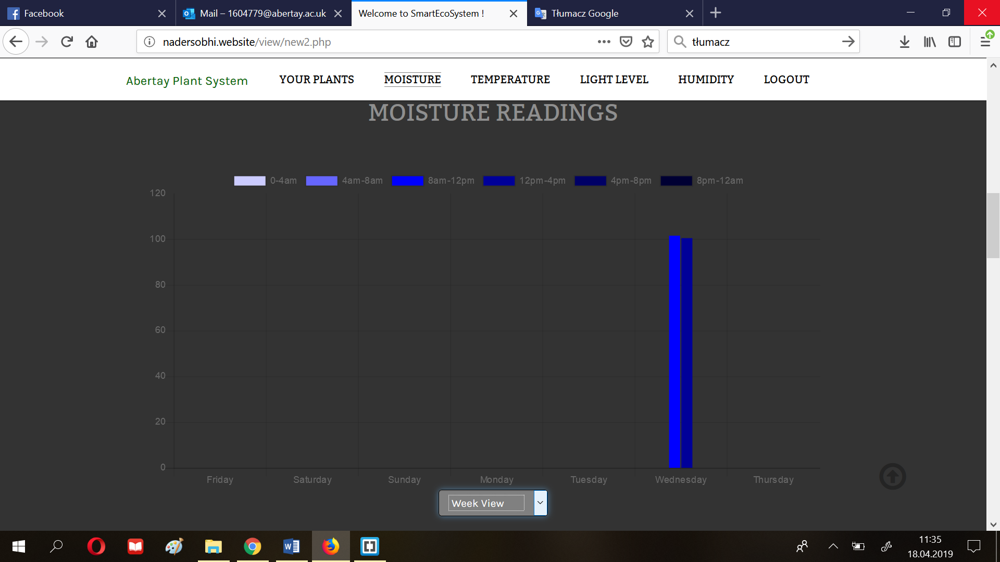 Facebook
Mail – 1604779@abertay.ac.uk
Welcome to SmartEcoSystem !
Tłumacz Google
nadersobhi.website/view/new2.php
tłumacz
Abertay Plant System
YOUR PLANTS
MOISTURE
TEMPERATURE
LIGHT LEVEL
HUMIDITY
LOGOUT
MOISTURE READINGS
0-4am
4am-8am
8am-12pm
12pm-4pm
4pm-8pm
8pm-12am
120
100
80
60
40
20
0
Friday
Saturday
Sunday
Monday
Tuesday
Wednesday
Thursday
Week View
11:35
18.04.2019